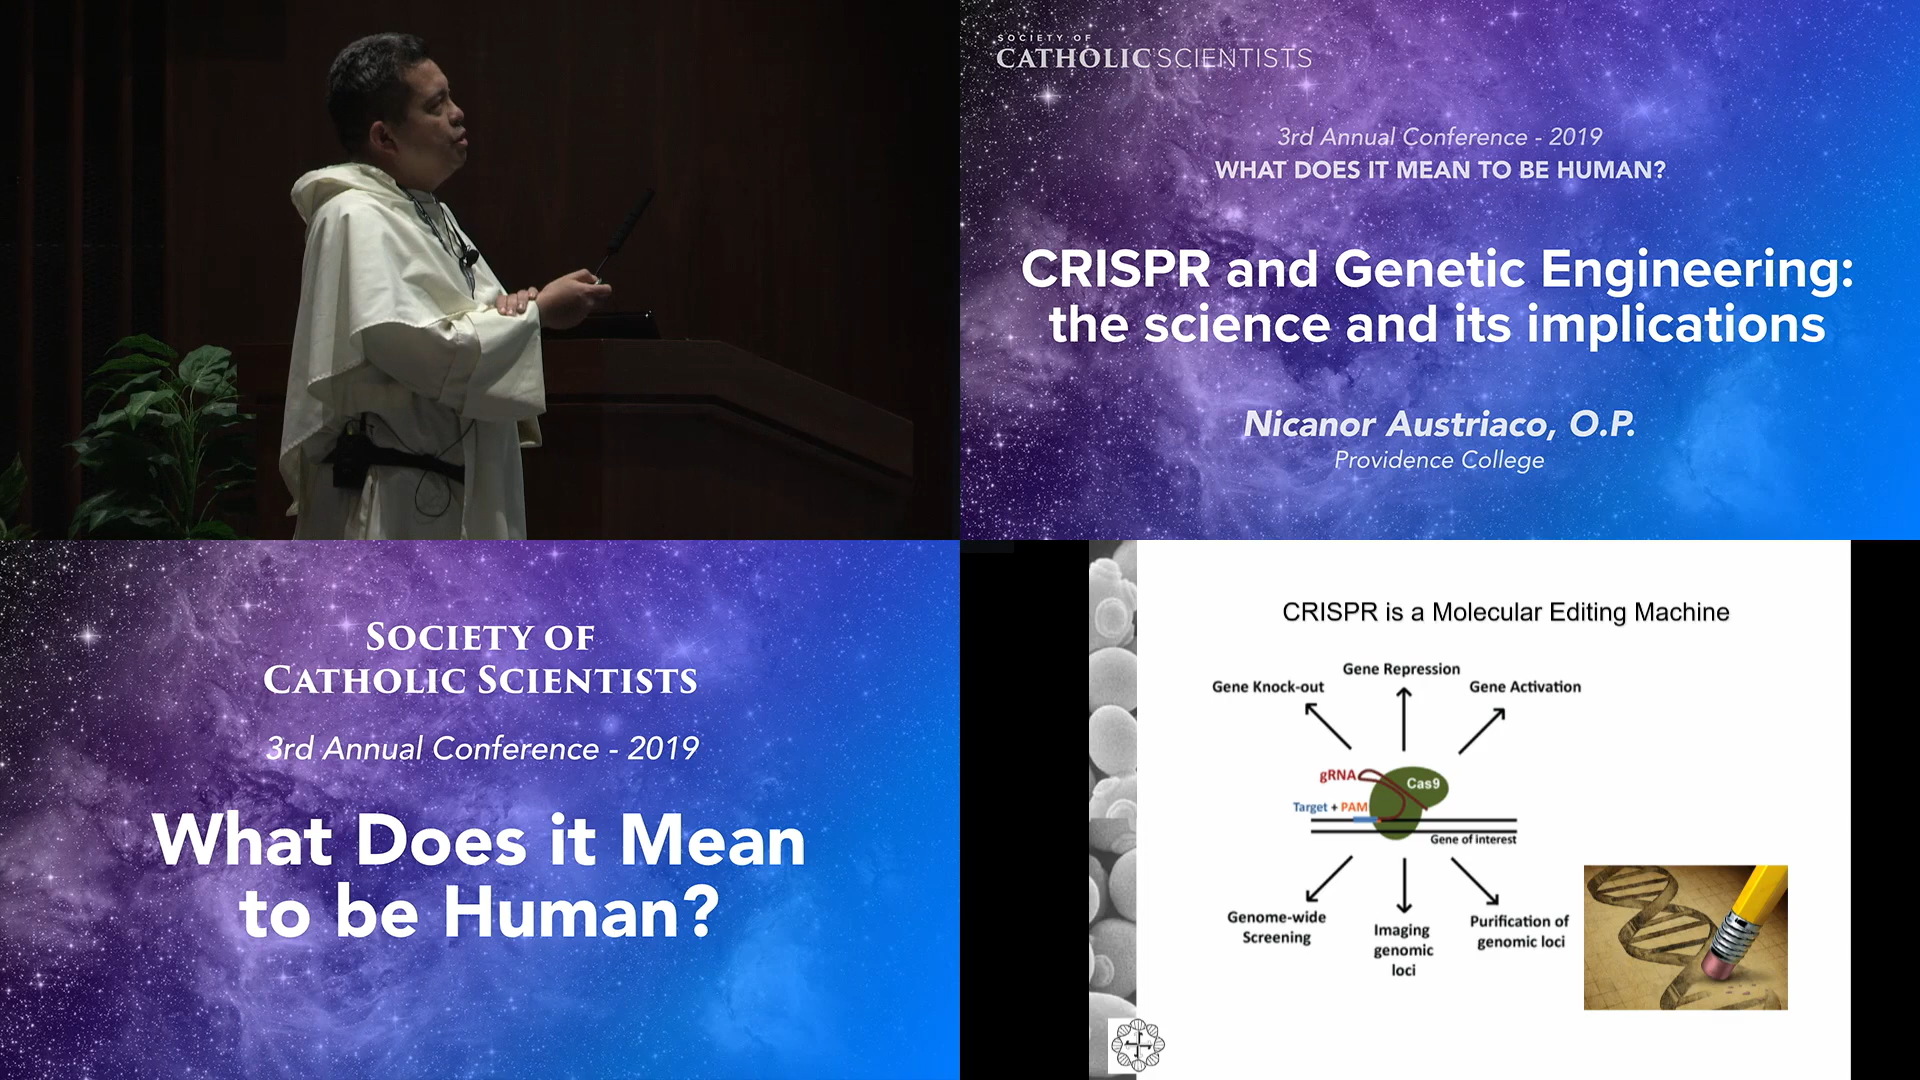 SOCIETY OF
CATHOLIC SCIENTISTS
3rd Annual Conference - 2019
WHAT DOES IT MEAN TO BE HUMAN?
CRISPR and Genetic Engineering:
the science and its implications
Nicanor Austriaco, O.P.
Providence College
SOCIETY OF
CATHOLIC SCIENTISTS
3rd Annual Conference - 2019
What Does it Mean
to be Human?
CRISPR is a Molecular Editing Machine
Gene Repression
Gene Knock-out
Gene Activation
gRNA
Cas9
Target + PAM
Gene of interest
Genome-wide
Screening
Imaging
genomic
loci
Purification of
genomic loci